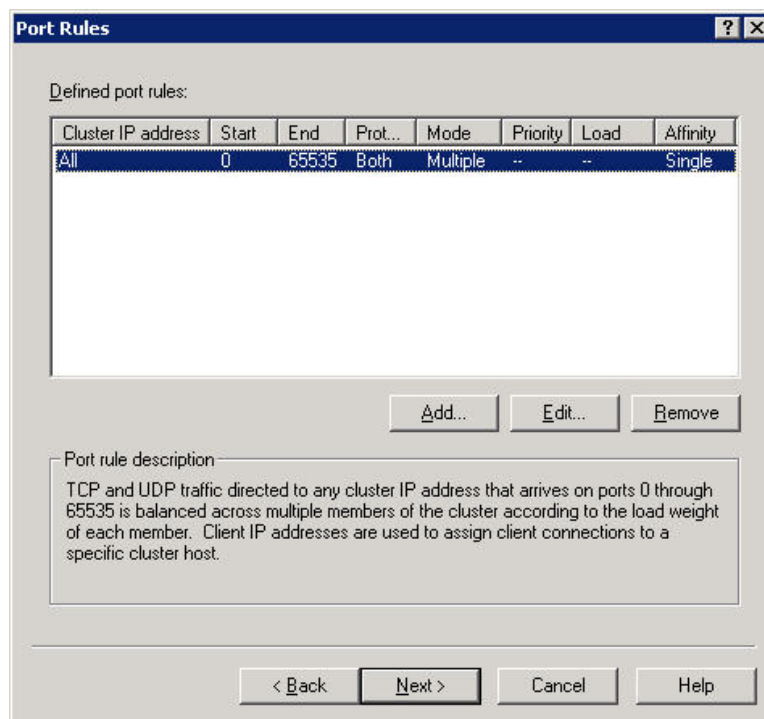 Port Rules
Defined port rules:
Cluster IP address Start End Prot... Mode Priority Load Affinity
All 0 65535 Both Multiple -- -- Single
Add... Edit... Remove
Port rule description
TCP and UDP traffic directed to any cluster IP address that arrives on ports 0 through
65535 is balanced across multiple members of the cluster according to the load weight
of each member. Client IP addresses are used to assign client connections to a
specific cluster host.
< Back Next > Cancel Help